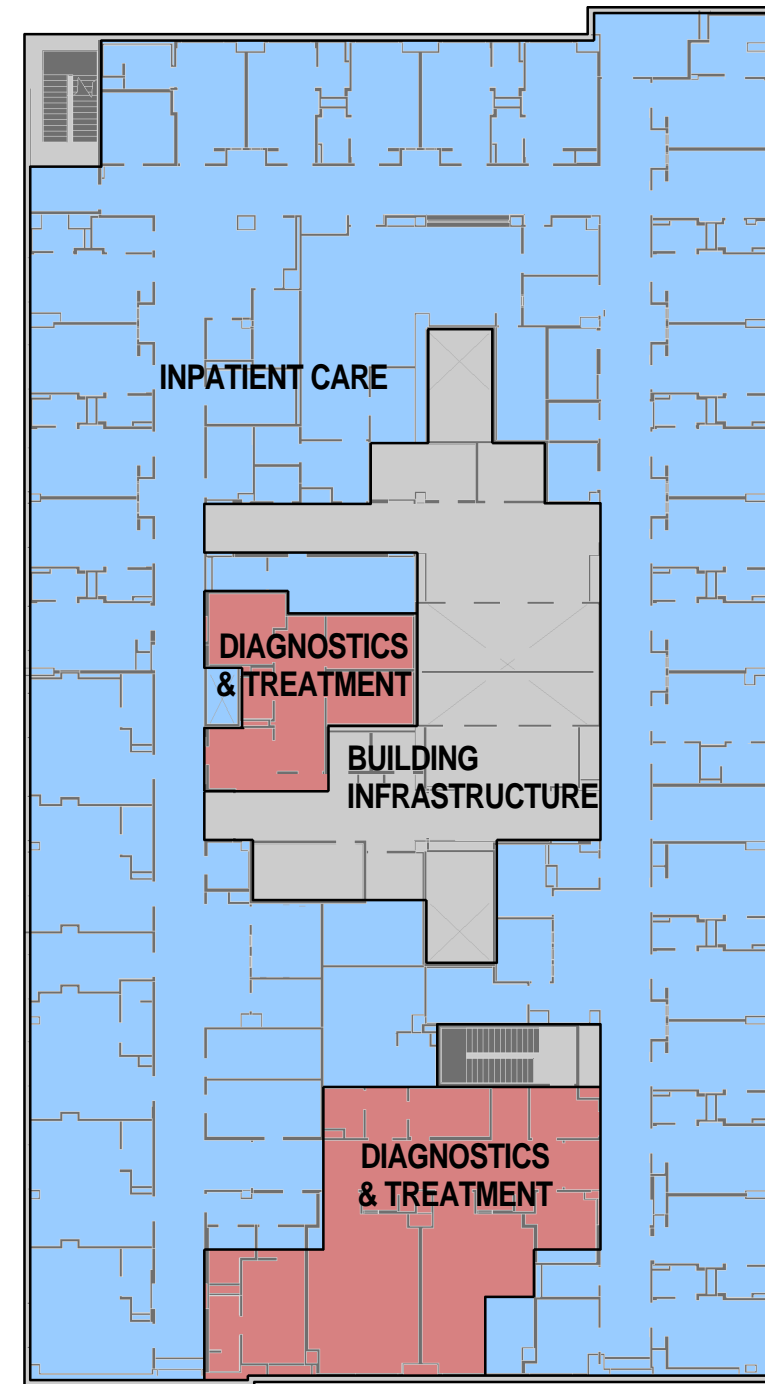 INPATIENT CARE
DIAGNOSTICS
& TREATMENT
BUILDING
INFRASTRUCTURE
DIAGNOSTICS
& TREATMENT